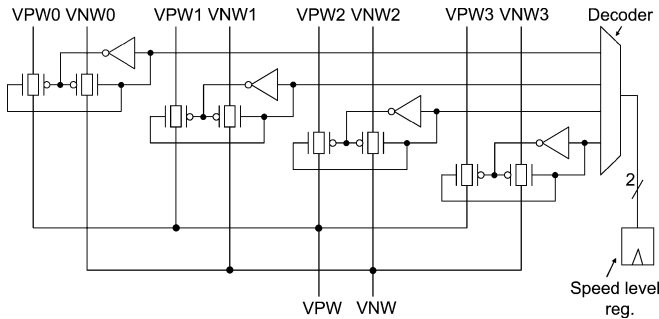 VPW0 VNW0 VPW1 VNW1 VPW2 VNW2 VPW3 VNW3 Decoder
2
Speed level
reg.
VPW VNW